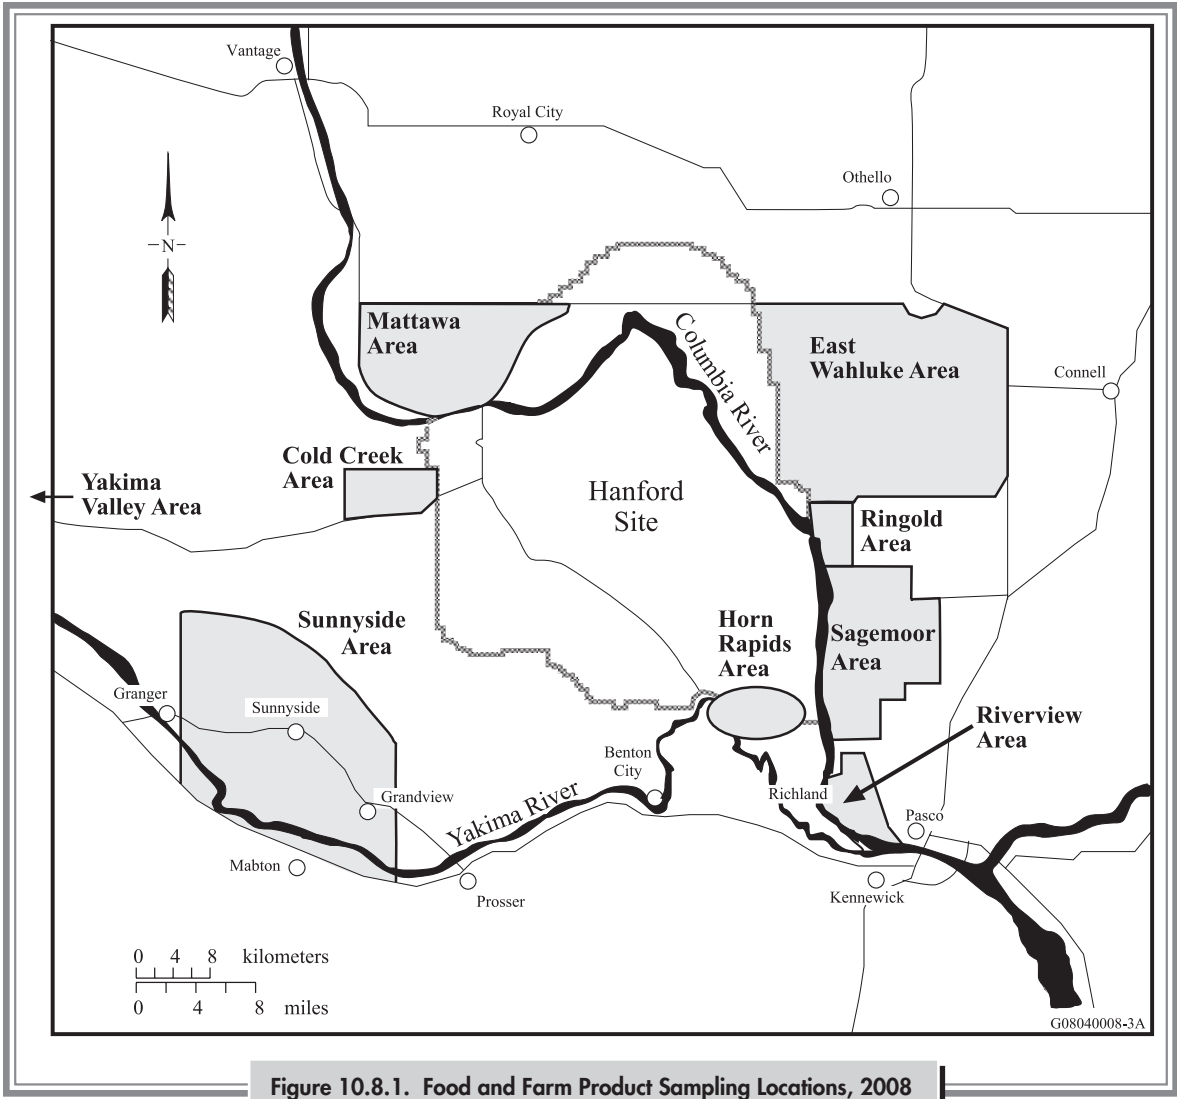 Vantage
Royal City
Othello
N
Mattawa
Area
Columbia River
East
Wahluke Area
Connell
Cold Creek
Area
Yakima
Valley Area
Hanford
Site
Ringold
Area
Sunnyside
Area
Horn
Rapids
Area
Sagemoor
Area
Granger
Sunnyside
Riverview
Area
Benton
City
Richland
Grandview
Yakima River
Pasco
Mabton
Prosser
Kennewick
0 4 8 kilometers
0 4 8 miles
G08040008-3A
Figure 10.8.1. Food and Farm Product Sampling Locations, 2008